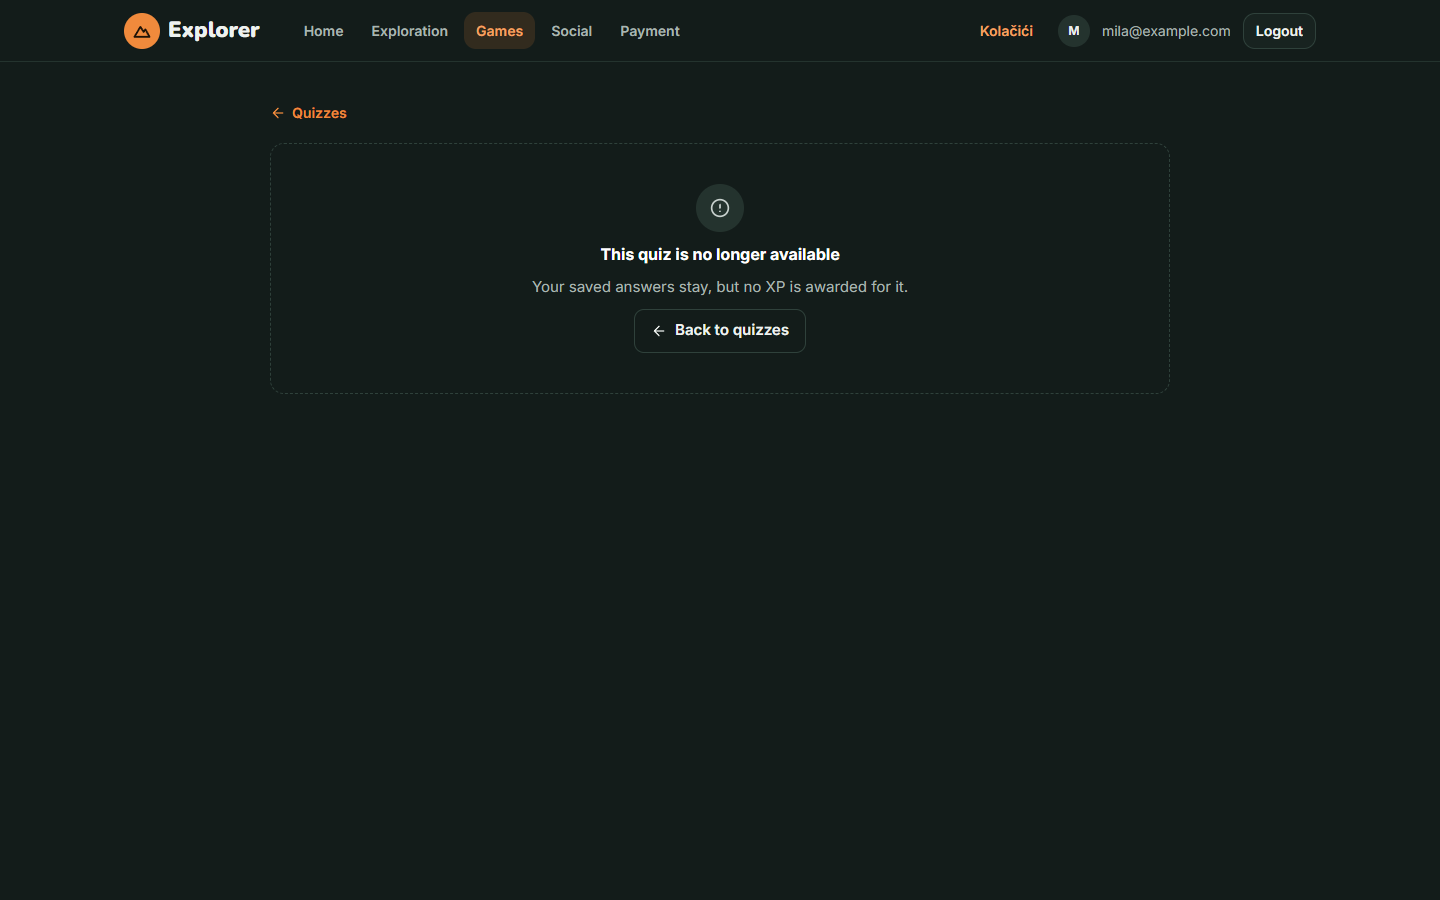 Explorer
Home Exploration Games Social Payment
Kolačići M mila@example.com Logout
Quizzes
This quiz is no longer available
Your saved answers stay, but no XP is awarded for it.
Back to quizzes